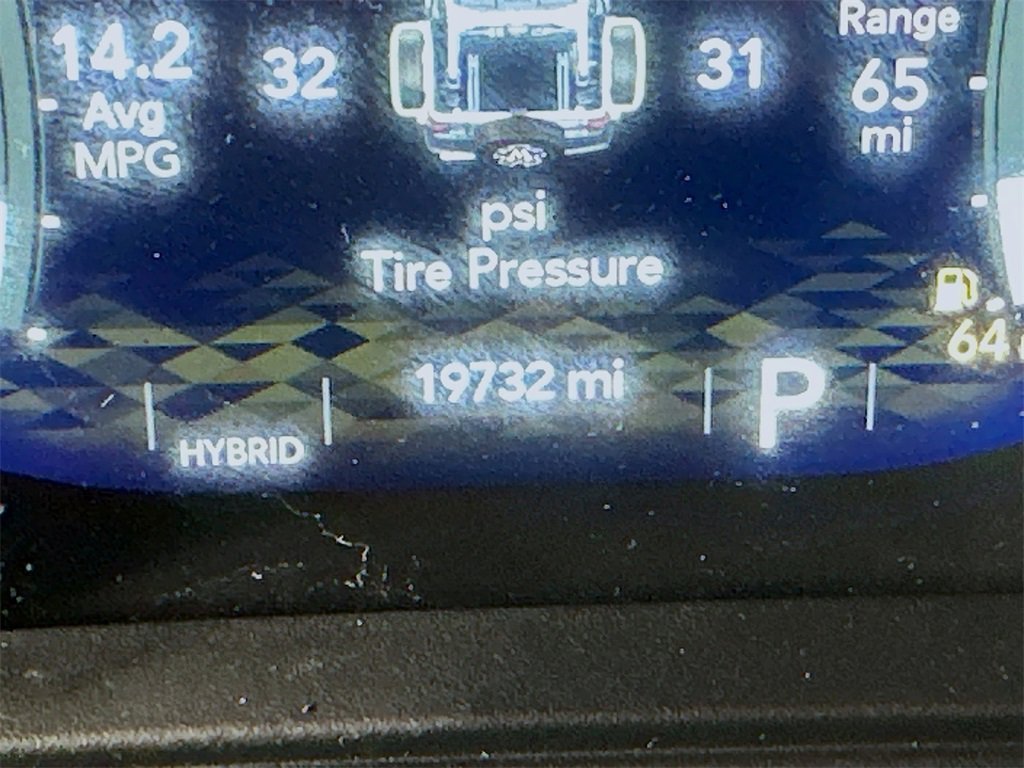 14.2
Avg
MPG
32
31
Range
65
mi
psi
Tire Pressure
64
19732 mi
P
HYBRID